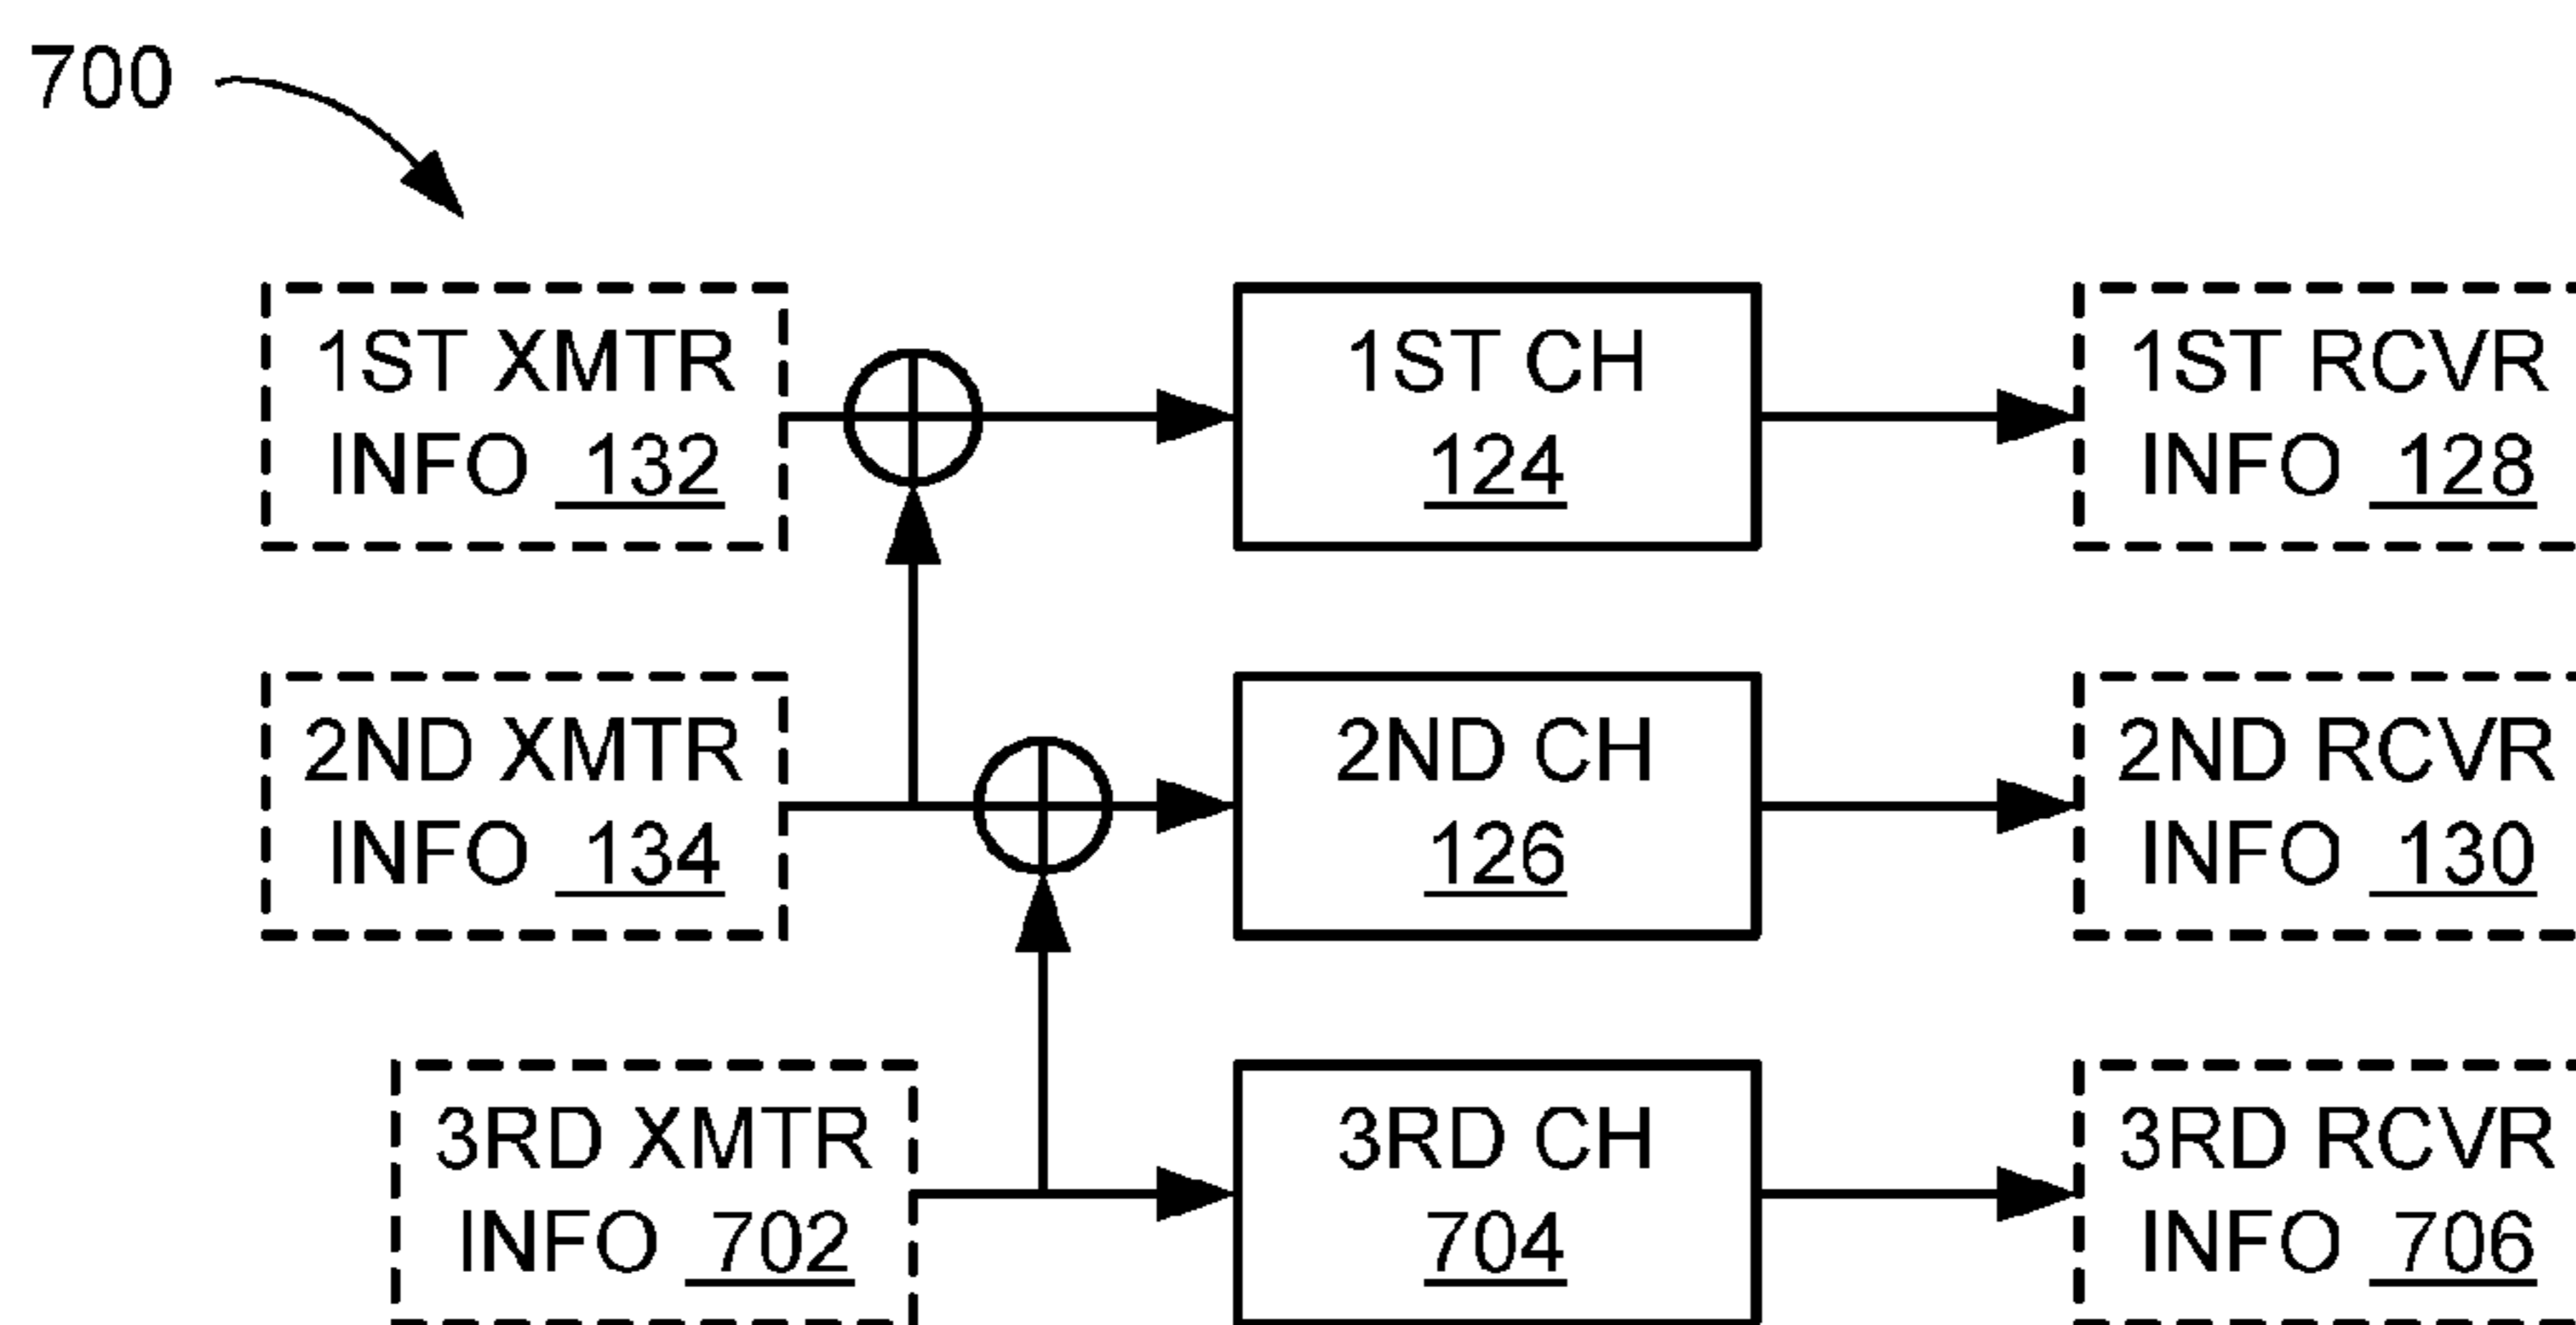 700
1ST XMTR
INFO 132
1ST CH
124
1ST RCVR
INFO 128
2ND XMTR
INFO 134
2ND CH
126
2ND RCVR
INFO 130
3RD XMTR
INFO 702
3RD CH
704
3RD RCVR
INFO 706